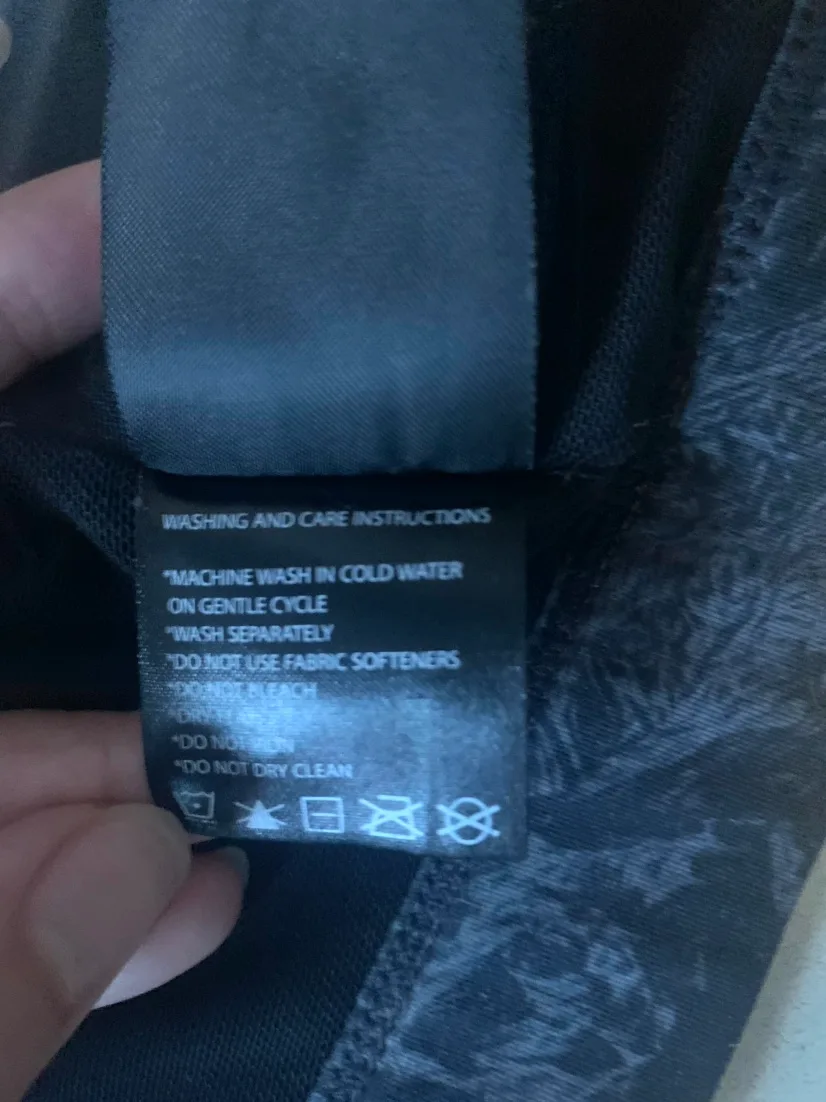 WASHING AND CARE INSTRUCTIONS
*MACHINE WASH IN COLD WATER
ON GENTLE CYCLE
*WASH SEPARATELY
*DO NOT USE FABRIC SOFTENERS
*DO NOT BLEACH
*DO NOT IRON
*DO NOT DRY CLEAN